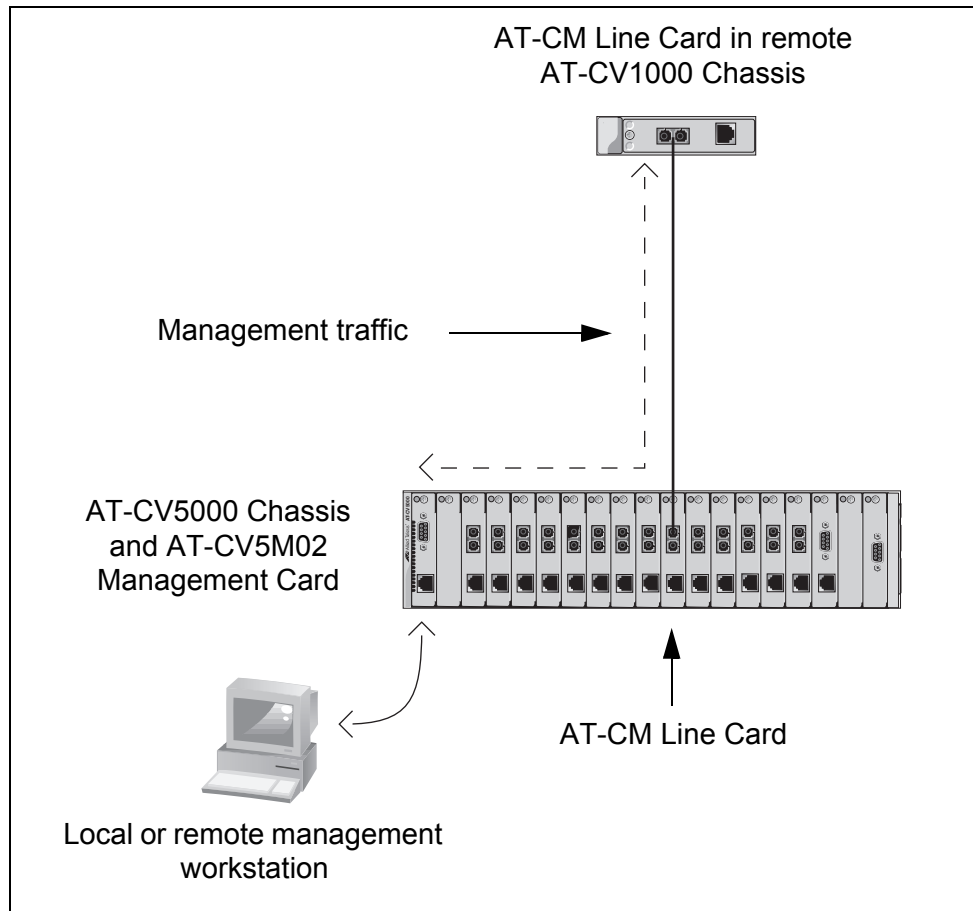 AT-CM Line Card in remote
AT-CV1000 Chassis
Management traffic
AT-CV5000 Chassis
and AT-CV5M02
Management Card
AT-CM Line Card
Local or remote management
workstation